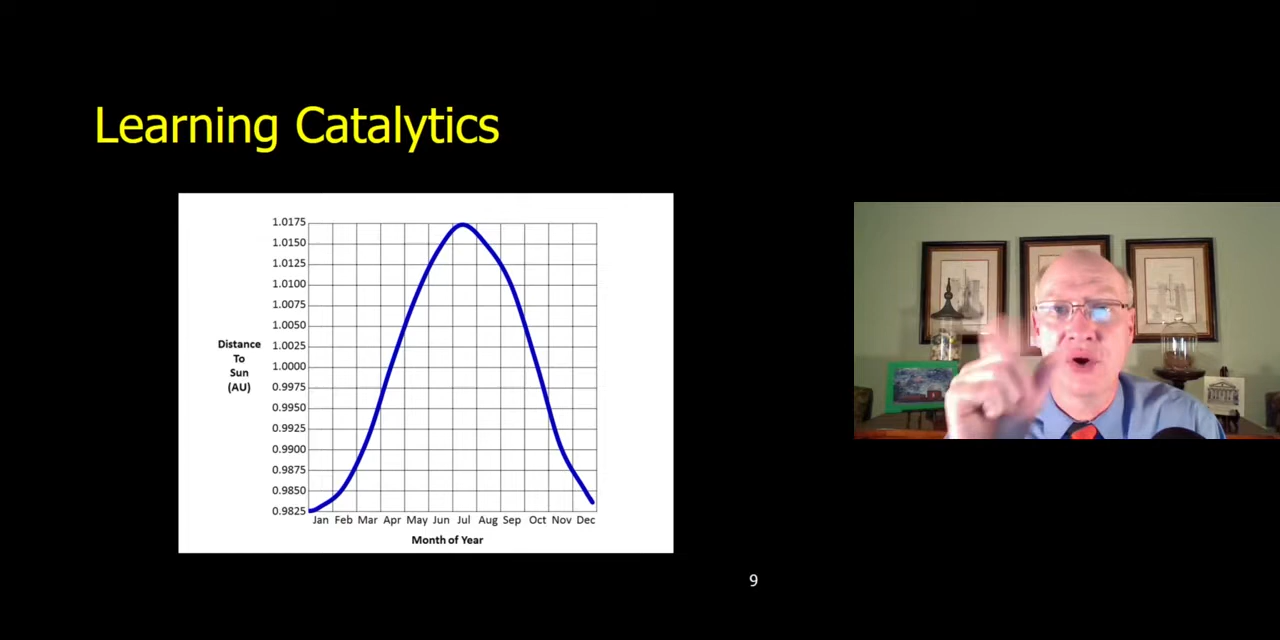 Learning Catalytics
1.0175
1.0150
1.0125
1.0100
1.0075
1.0050
1.0025
1.0000
0.9975
0.9950
0.9925
0.9900
0.9875
0.9850
0.9825
Distance
To
Sun
(AU)
Jan Feb Mar Apr May Jun Jul Aug Sep Oct Nov Dec
Month of Year
9